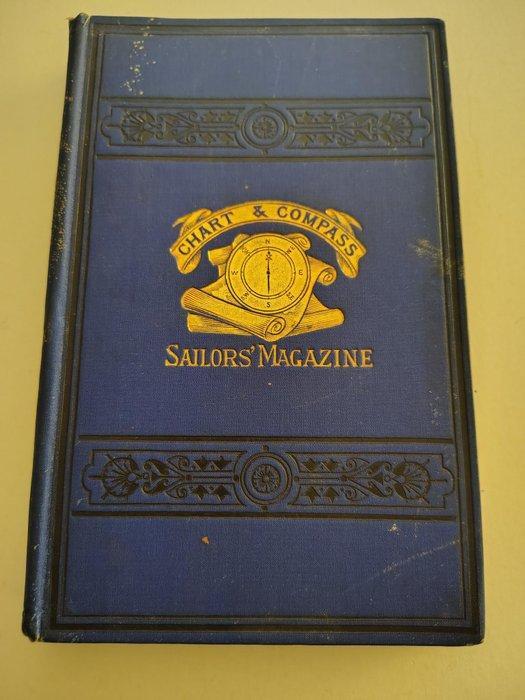 CHART & COMPASS
N
W E
S
SAILORS' MAGAZINE